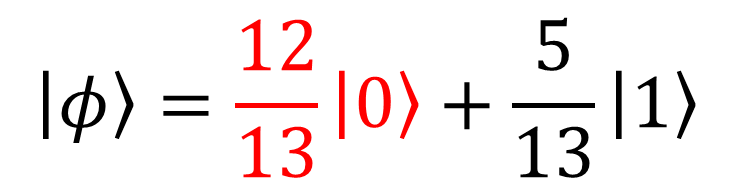 |ϕ⟩ = 12/13 |0⟩ + 5/13 |1⟩